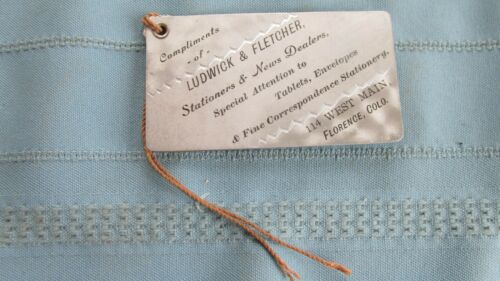 Compliments
- of -
LUDWICK & FLETCHER,
Stationers & News Dealers,
Special Attention to
Tablets, Envelopes
& Fine Correspondence Stationery,
114 WEST MAIN
FLORENCE, COLO.